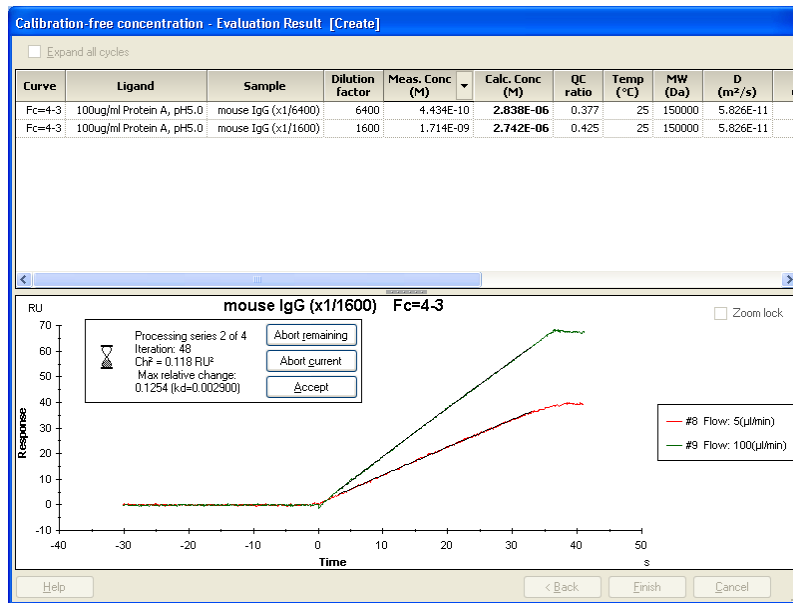 Calibration-free concentration - Evaluation Result [Create]
Expand all cycles
Curve Ligand Sample Dilution factor Meas. Conc (M) Calc. Conc (M) QC ratio Temp (°C) MW (Da) D (m²/s)
Fc=4-3 100ug/ml Protein A, pH5.0 mouse IgG (x1/6400) 6400 4.434E-10 2.838E-06 0.377 25 150000 5.826E-11
Fc=4-3 100ug/ml Protein A, pH5.0 mouse IgG (x1/1600) 1600 1.714E-09 2.742E-06 0.425 25 150000 5.826E-11
mouse IgG (x1/1600) Fc=4-3
Zoom lock
RU
70
60
50
40
30
20
10
0
-10
Response
Processing series 2 of 4
Iteration: 48
Chi² = 0.118 RU²
Max relative change:
0.1254 (kd=0.002900)
Abort remaining
Abort current
Accept
#8 Flow: 5(µl/min)
#9 Flow: 100(µl/min)
-40 -30 -20 -10 0 10 20 30 40 50
Time
s
Help
< Back
Finish
Cancel